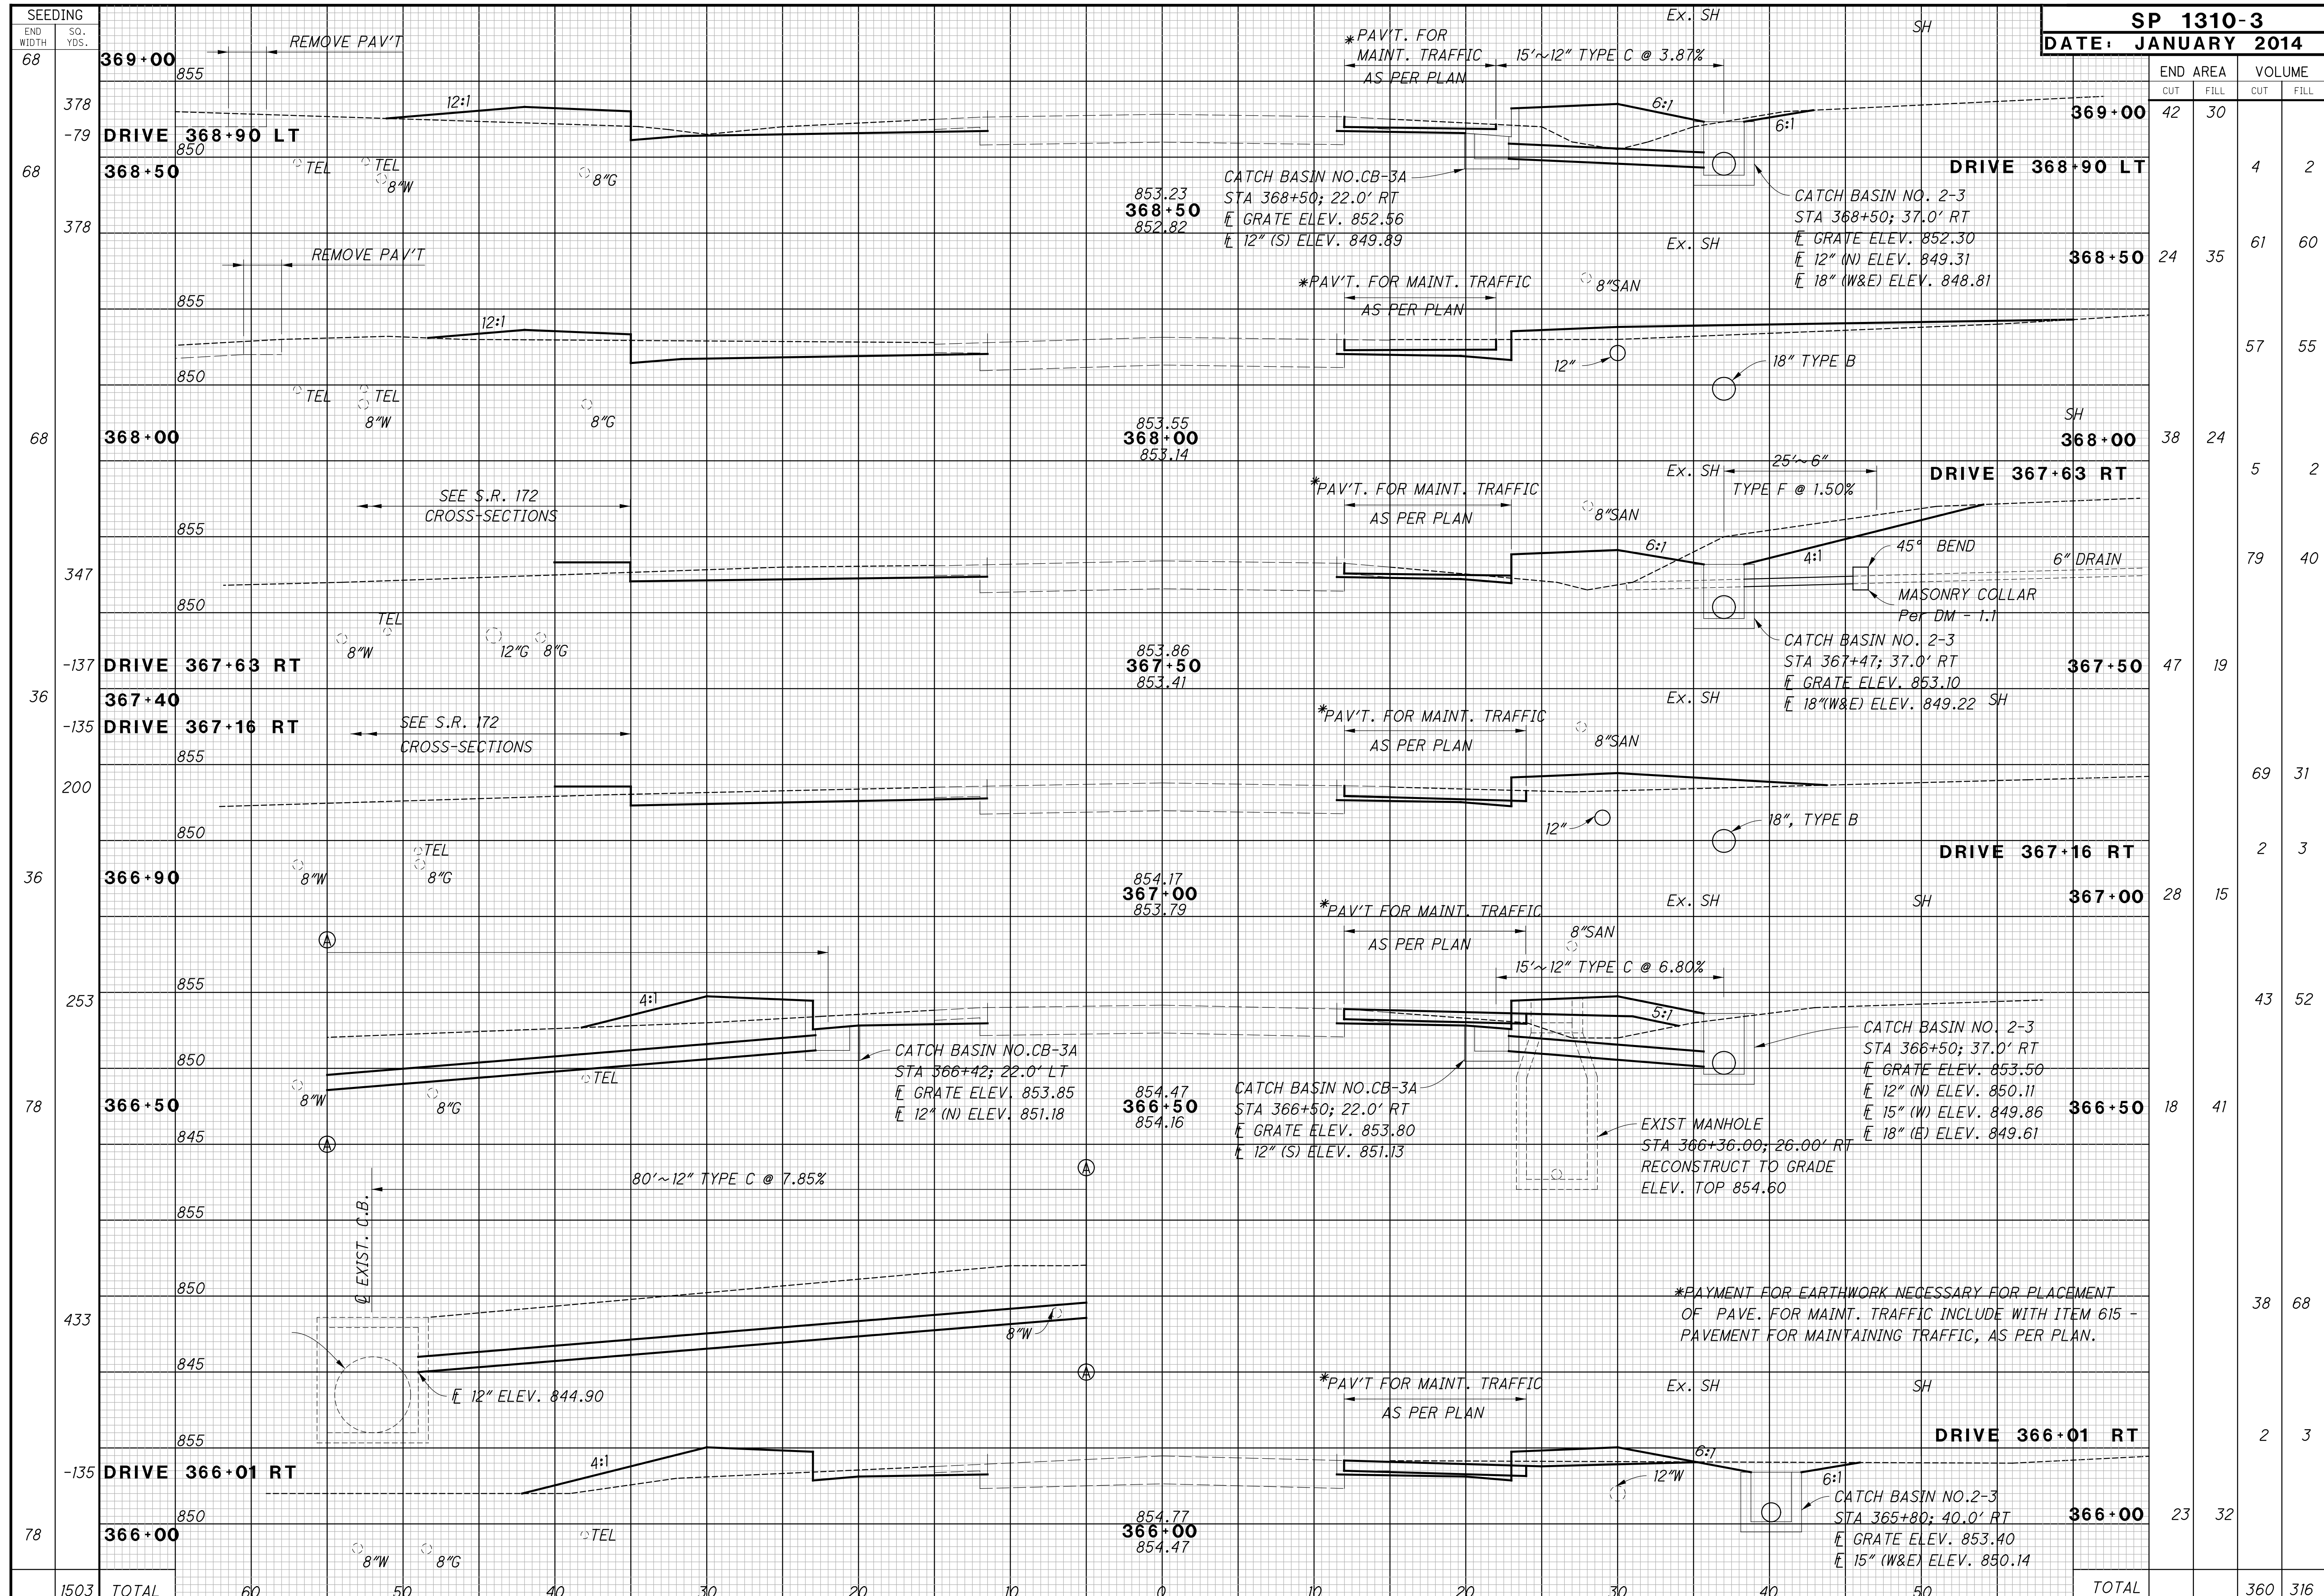 SEEDING
END WIDTH
SQ. YDS.
SP 1310-3
DATE: JANUARY 2014
END AREA
VOLUME
CUT FILL CUT FILL
68
369+00
REMOVE PAV'T
855
*PAV'T. FOR
MAINT. TRAFFIC
AS PER PLAN
15'~12" TYPE C @ 3.87%
Ex. SH
SH
378
12:1
6:1
6:1
369+00 42 30
-79 DRIVE 368+90 LT
850
TEL
TEL
8"W
8"G
DRIVE 368+90 LT
4 2
68 368+50
853.23
368+50
852.82
CATCH BASIN NO.CB-3A
STA 368+50; 22.0' RT
℄ GRATE ELEV. 852.56
℄ 12" (S) ELEV. 849.89
CATCH BASIN NO. 2-3
STA 368+50; 37.0' RT
℄ GRATE ELEV. 852.30
℄ 12" (N) ELEV. 849.31
℄ 18" (W&E) ELEV. 848.81
378
61 60
REMOVE PAV'T
Ex. SH
368+50 24 35
*PAV'T. FOR MAINT. TRAFFIC
AS PER PLAN
8"SAN
855
12:1
57 55
12"
18" TYPE B
850
TEL
TEL
8"W
8"G
SH
68 368+00
853.55
368+00
853.14
368+00 38 24
Ex. SH
25'~6"
TYPE F @ 1.50%
DRIVE 367+63 RT
5 2
SEE S.R. 172
CROSS-SECTIONS
*PAV'T. FOR MAINT. TRAFFIC
AS PER PLAN
8"SAN
855
6:1
4:1
45° BEND
6" DRAIN
79 40
347
MASONRY COLLAR
Per DM - 1.1
850
TEL
8"W
12"G
8"G
CATCH BASIN NO. 2-3
STA 367+47; 37.0' RT
℄ GRATE ELEV. 853.10
℄ 18"(W&E) ELEV. 849.22
-137 DRIVE 367+63 RT
853.86
367+50
853.41
367+50 47 19
36 367+40
Ex. SH
SH
-135 DRIVE 367+16 RT
SEE S.R. 172
CROSS-SECTIONS
*PAV'T. FOR MAINT. TRAFFIC
AS PER PLAN
8"SAN
855
200
69 31
850
12"
18", TYPE B
TEL
8"W
8"G
DRIVE 367+16 RT
2 3
36 366+90
854.17
367+00
853.79
367+00 28 15
*PAV'T FOR MAINT. TRAFFIC
AS PER PLAN
Ex. SH
SH
A
8"SAN
15'~12" TYPE C @ 6.80%
855
253
4:1
5:1
43 52
850
8"W
8"G
TEL
CATCH BASIN NO.CB-3A
STA 366+42; 22.0' LT
℄ GRATE ELEV. 853.85
℄ 12" (N) ELEV. 851.18
CATCH BASIN NO. 2-3
STA 366+50; 37.0' RT
℄ GRATE ELEV. 853.50
℄ 12" (N) ELEV. 850.11
℄ 15" (W) ELEV. 849.86
℄ 18" (E) ELEV. 849.61
78 366+50
854.47
366+50
854.16
CATCH BASIN NO.CB-3A
STA 366+50; 22.0' RT
℄ GRATE ELEV. 853.80
℄ 12" (S) ELEV. 851.13
366+50 18 41
EXIST MANHOLE
STA 366+36.00; 26.00' RT
RECONSTRUCT TO GRADE
ELEV. TOP 854.60
845
A
A
80'~12" TYPE C @ 7.85%
℄ EXIST. C.B.
855
850
*PAYMENT FOR EARTHWORK NECESSARY FOR PLACEMENT
OF PAVE. FOR MAINT. TRAFFIC INCLUDE WITH ITEM 615 -
PAVEMENT FOR MAINTAINING TRAFFIC, AS PER PLAN.
433
38 68
8"W
845
A
℄ 12" ELEV. 844.90
*PAV'T FOR MAINT. TRAFFIC
AS PER PLAN
Ex. SH
SH
855
DRIVE 366+01 RT
2 3
4:1
6:1
6:1
-135 DRIVE 366+01 RT
12"W
CATCH BASIN NO.2-3
STA 365+80; 40.0' RT
℄ GRATE ELEV. 853.40
℄ 15" (W&E) ELEV. 850.14
850
TEL
8"W
8"G
78 366+00
854.77
366+00
854.47
366+00 23 32
1503 TOTAL
60 50 40 30 20 10 0 10 20 30 40 50
TOTAL 360 316